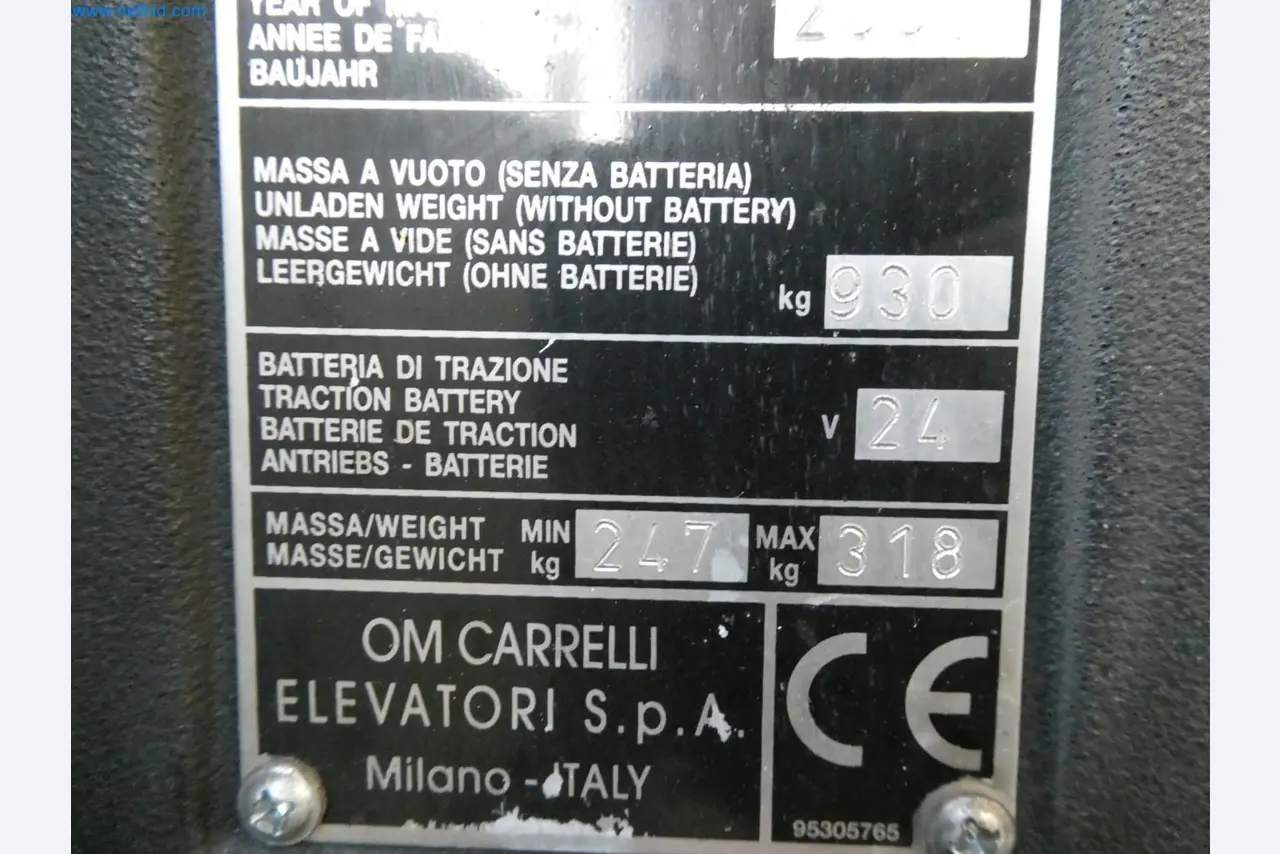 YEAR OF
ANNEE DE
BAUJAHR
MASSA A VUOTO (SENZA BATTERIA)
UNLADEN WEIGHT (WITHOUT BATTERY)
MASSE A VIDE (SANS BATTERIE)
LEERGEWICHT (OHNE BATTERIE)
kg 930
BATTERIA DI TRAZIONE
TRACTION BATTERY
BATTERIE DE TRACTION
ANTRIEBS - BATTERIE
V 24
MASSA/WEIGHT MIN 247 MAX 318
MASSE/GEWICHT kg kg
OM CARRELLI
ELEVATORI S.p.A.
Milano - ITALY
CE
95305765